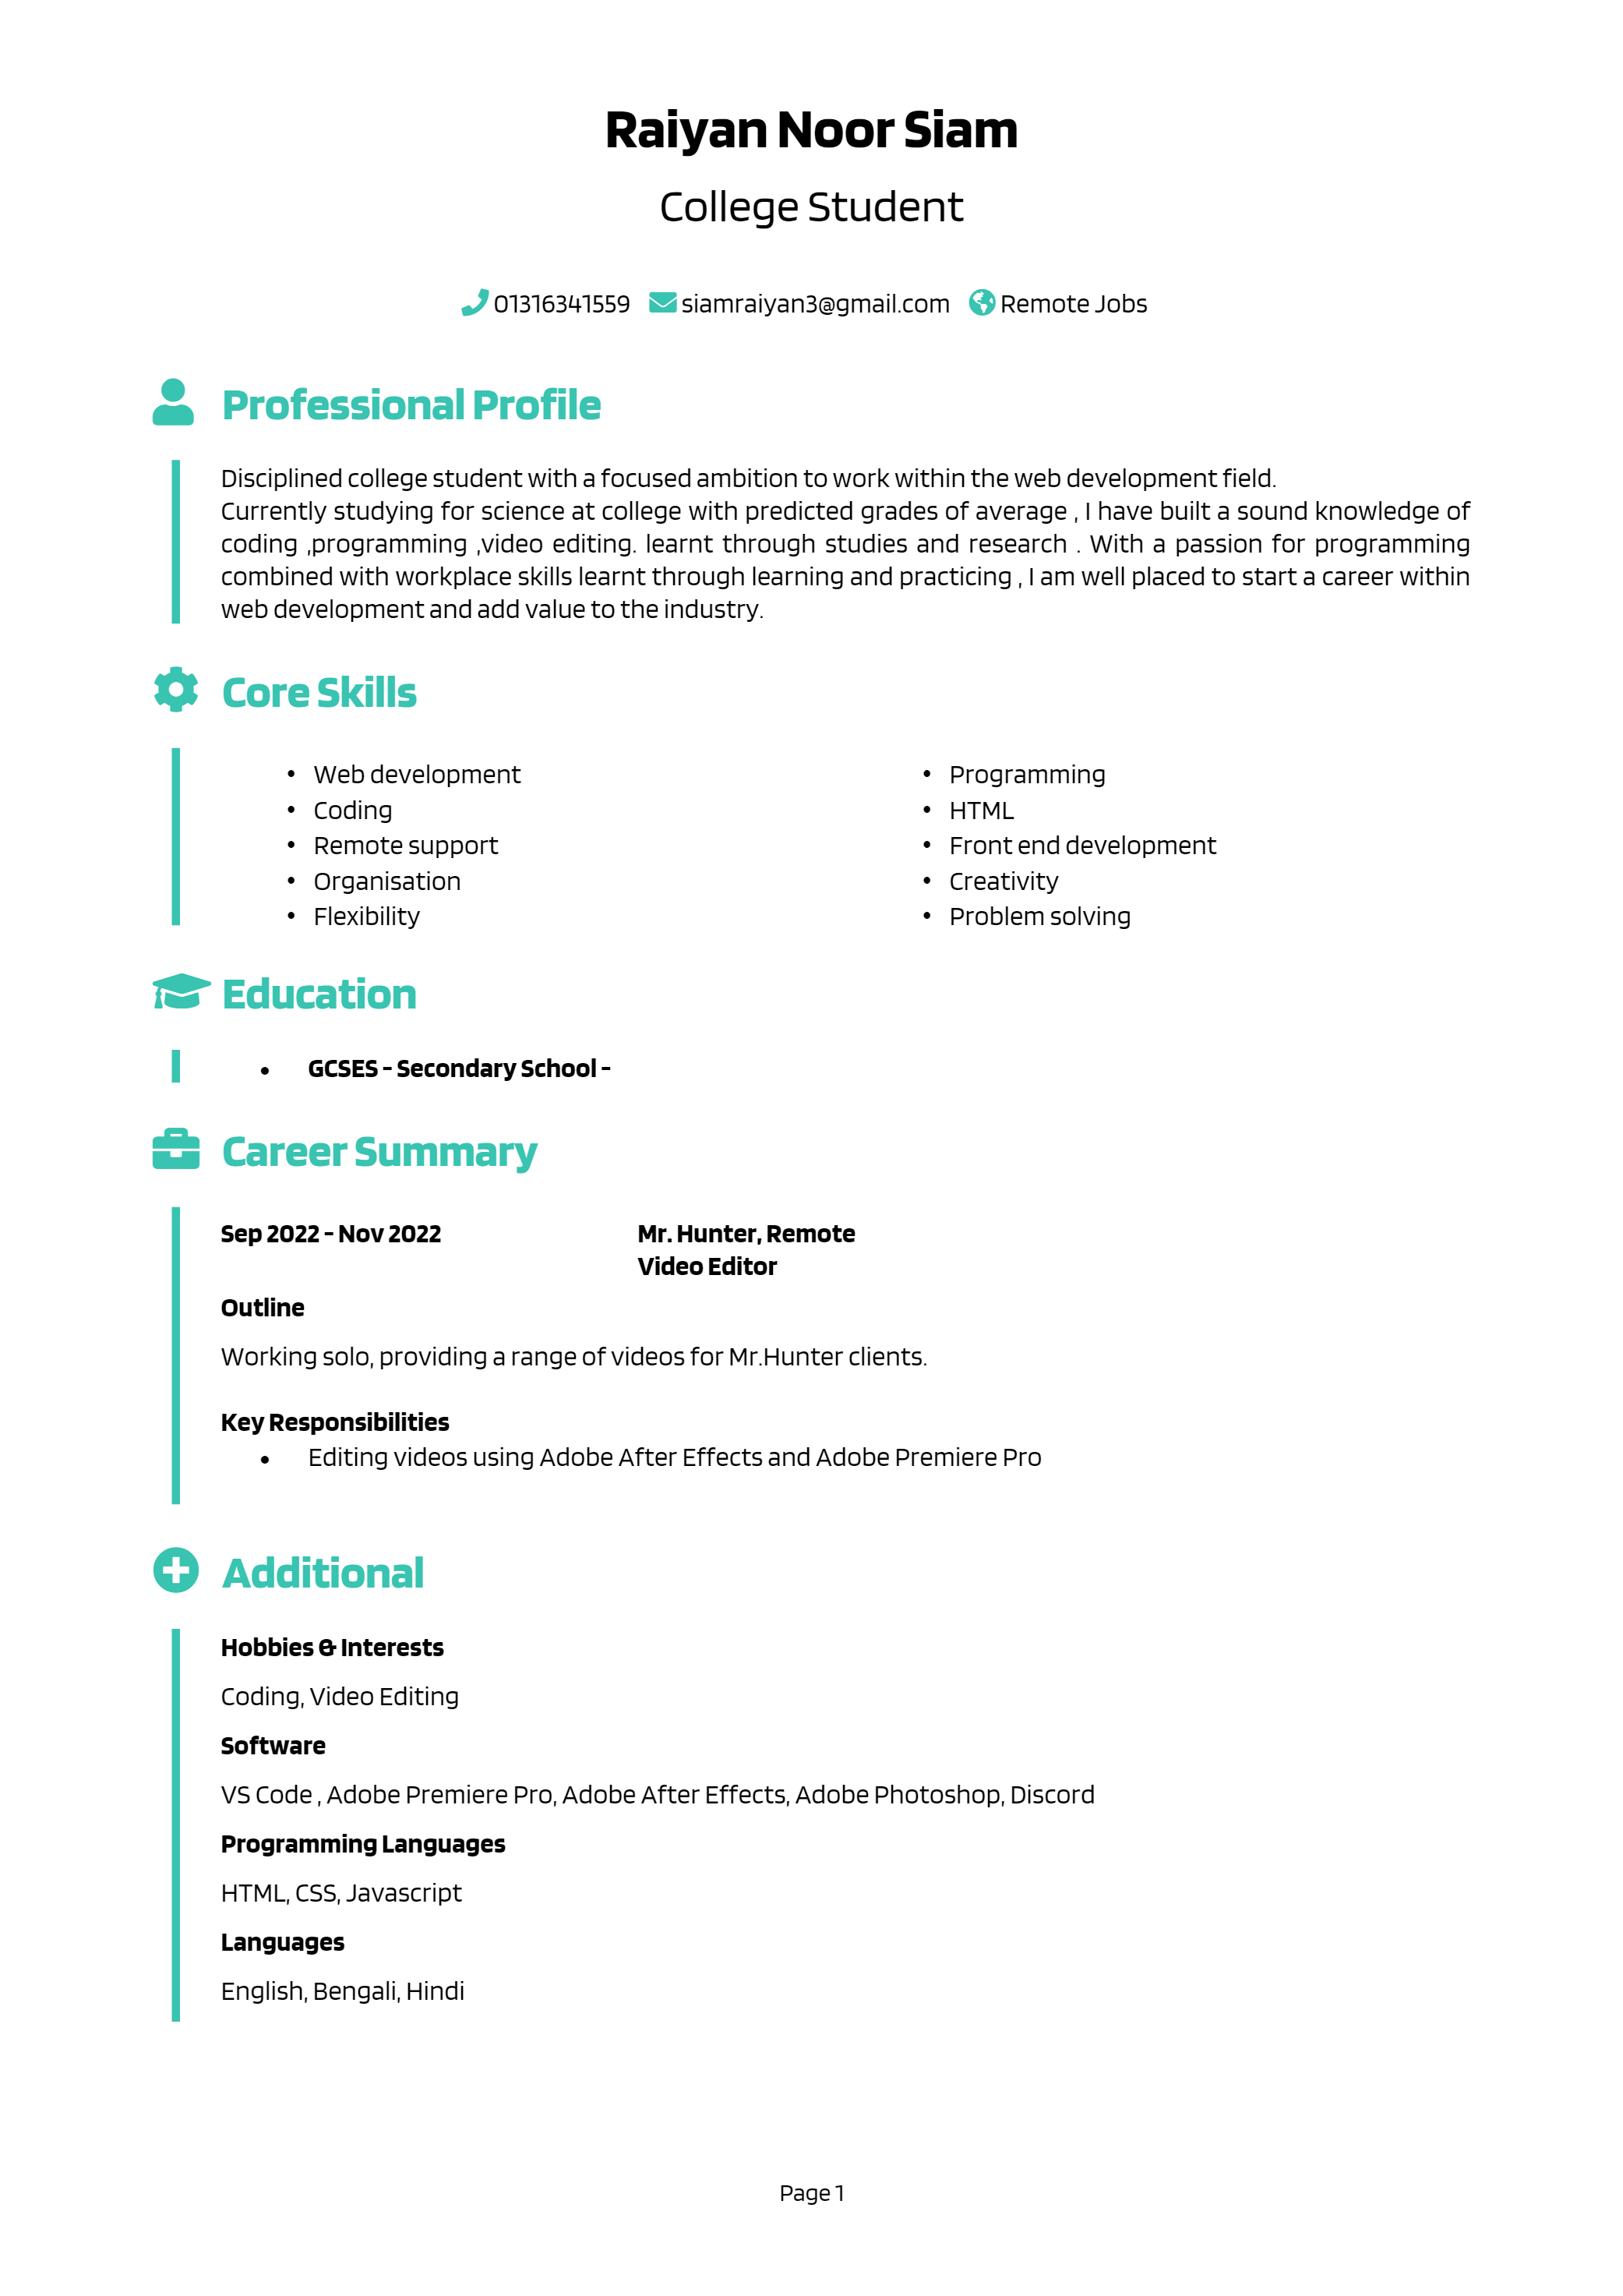 Raiyan Noor Siam
College Student
01316341559 siamraiyan3@gmail.com Remote Jobs
Professional Profile
Disciplined college student with a focused ambition to work within the web development field.
Currently studying for science at college with predicted grades of average , I have built a sound knowledge of
coding ,programming ,video editing. learnt through studies and research . With a passion for programming
combined with workplace skills learnt through learning and practicing , I am well placed to start a career within
web development and add value to the industry.
Core Skills
• Web development
• Coding
• Remote support
• Organisation
• Flexibility
• Programming
• HTML
• Front end development
• Creativity
• Problem solving
Education
• GCSES - Secondary School -
Career Summary
Sep 2022 - Nov 2022 Mr. Hunter, Remote
Video Editor
Outline
Working solo, providing a range of videos for Mr.Hunter clients.
Key Responsibilities
• Editing videos using Adobe After Effects and Adobe Premiere Pro
Additional
Hobbies & Interests
Coding, Video Editing
Software
VS Code , Adobe Premiere Pro, Adobe After Effects, Adobe Photoshop, Discord
Programming Languages
HTML, CSS, Javascript
Languages
English, Bengali, Hindi
Page 1